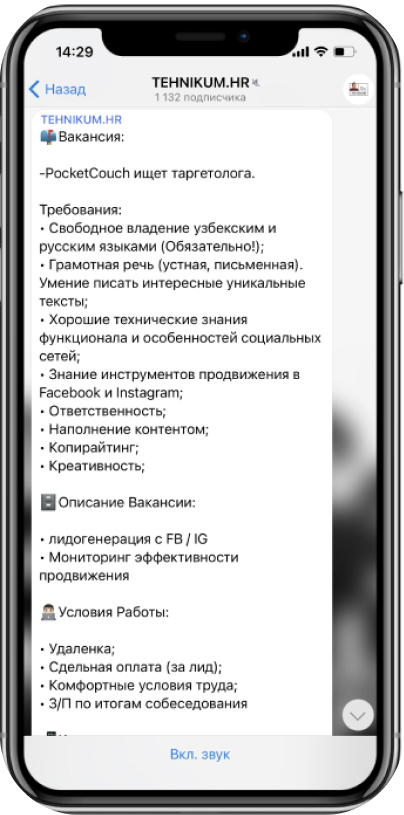 14:29
Назад
TEHNIKUM.HR
1 132 подписчика
TEHNIKUM.HR
Вакансия:
-PocketCouch ищет таргетолога.
Требования:
• Свободное владение узбекским и
русским языками (Обязательно!);
• Грамотная речь (устная, письменная).
Умение писать интересные уникальные
тексты;
• Хорошие технические знания
функционала и особенностей социальных
сетей;
• Знание инструментов продвижения в
Facebook и Instagram;
• Ответственность;
• Наполнение контентом;
• Копирайтинг;
• Креативность;
Описание Вакансии:
• лидогенерация с FB / IG
• Мониторинг эффективности
продвижения
Условия Работы:
• Удаленка;
• Сдельная оплата (за лид);
• Комфортные условия труда;
• З/П по итогам собеседования
Вкл. звук